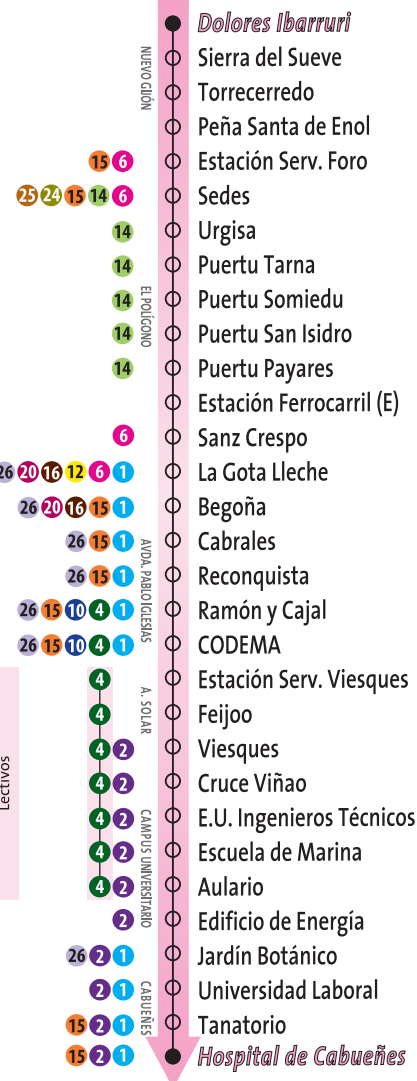 Dolores Ibarruri
Sierra del Sueve
NUEVO GIJÓN
Torrecerredo
Peña Santa de Enol
15 6 Estación Serv. Foro
25 24 15 14 6 Sedes
14 Urgisa
14 Puertu Tarna
14 Puertu Somiedu
EL POLÍGONO
14 Puertu San Isidro
14 Puertu Payares
Estación Ferrocarril (E)
6 Sanz Crespo
26 20 16 12 6 1 La Gota Lleche
26 20 16 15 1 Begoña
26 15 1 Cabrales
AVDA. PABLO IGLESIAS
26 15 1 Reconquista
26 15 10 4 1 Ramón y Cajal
26 15 10 4 1 CODEMA
4 Estación Serv. Viesques
A. SOLAR
4 Feijoo
4 2 Viesques
Lectivos
4 2 Cruce Viñao
4 2 E.U. Ingenieros Técnicos
CAMPUS UNIVERSITARIO
4 2 Escuela de Marina
4 2 Aulario
2 Edificio de Energía
26 2 1 Jardín Botánico
CABUEÑES
2 1 Universidad Laboral
15 2 1 Tanatorio
15 2 1 Hospital de Cabueñes